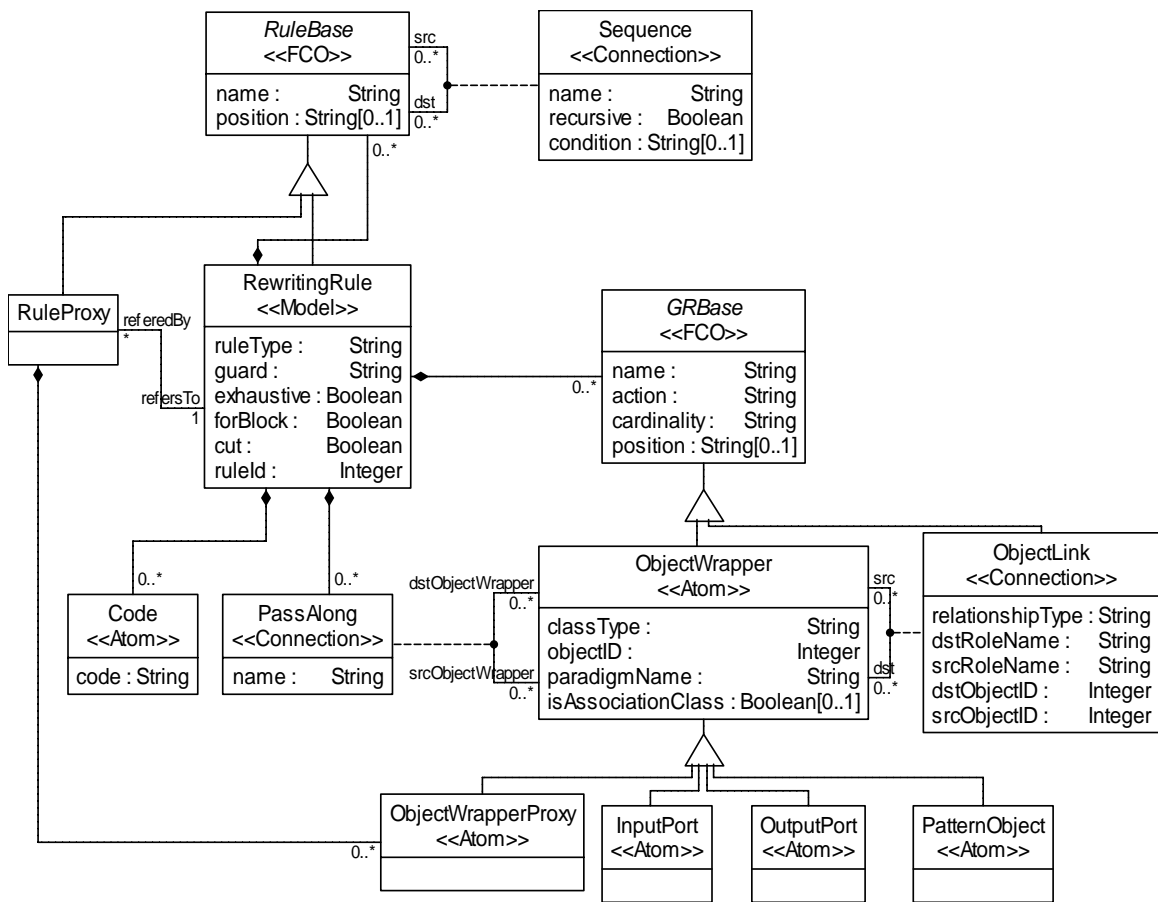 RuleBase
<<FCO>>
name : String
position : String[0..1]
src
0..*
dst
0..*
0..*
Sequence
<<Connection>>
name : String
recursive : Boolean
condition : String[0..1]
RuleProxy
referedBy
*
refersTo
1
RewritingRule
<<Model>>
ruleType : String
guard : String
exhaustive : Boolean
forBlock : Boolean
cut : Boolean
ruleId : Integer
0..*
GRBase
<<FCO>>
name : String
action : String
cardinality : String
position : String[0..1]
0..*
Code
<<Atom>>
code : String
0..*
PassAlong
<<Connection>>
name : String
dstObjectWrapper
0..*
srcObjectWrapper
0..*
ObjectWrapper
<<Atom>>
classType : String
objectID : Integer
paradigmName : String
isAssociationClass : Boolean[0..1]
src
0..*
dst
0..*
ObjectLink
<<Connection>>
relationshipType : String
dstRoleName : String
srcRoleName : String
dstObjectID : Integer
srcObjectID : Integer
0..*
ObjectWrapperProxy
<<Atom>>
InputPort
<<Atom>>
OutputPort
<<Atom>>
PatternObject
<<Atom>>